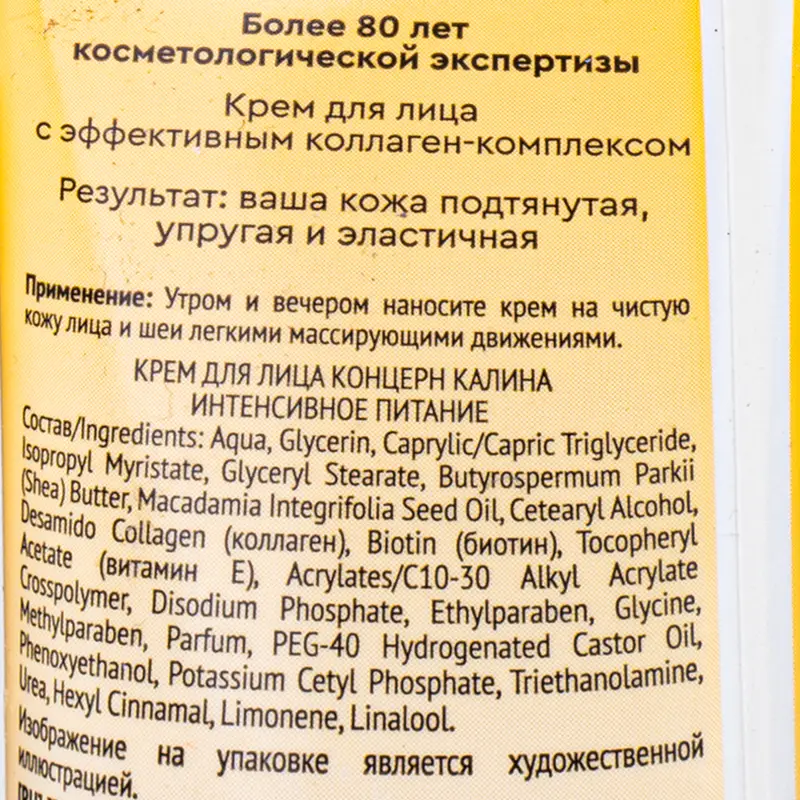 Более 80 лет
косметологической экспертизы
Крем для лица
с эффективным коллаген-комплексом
Результат: ваша кожа подтянутая,
упругая и эластичная
Применение: Утром и вечером наносите крем на чистую
кожу лица и шеи легкими массирующими движениями.
КРЕМ ДЛЯ ЛИЦА КОНЦЕРН КАЛИНА
ИНТЕНСИВНОЕ ПИТАНИЕ
Состав/Ingredients: Aqua, Glycerin, Caprylic/Capric Triglyceride,
Isopropyl Myristate, Glyceryl Stearate, Butyrospermum Parkii
(Shea) Butter, Macadamia Integrifolia Seed Oil, Cetearyl Alcohol,
Desamido Collagen (коллаген), Biotin (биотин), Tocopheryl
Acetate (витамин Е), Acrylates/C10-30 Alkyl Acrylate
Crosspolymer, Disodium Phosphate, Ethylparaben, Glycine,
Methylparaben, Parfum, PEG-40 Hydrogenated Castor Oil,
Phenoxyethanol, Potassium Cetyl Phosphate, Triethanolamine,
Urea, Hexyl Cinnamal, Limonene, Linalool.
Изображение на упаковке является художественной
иллюстрацией.